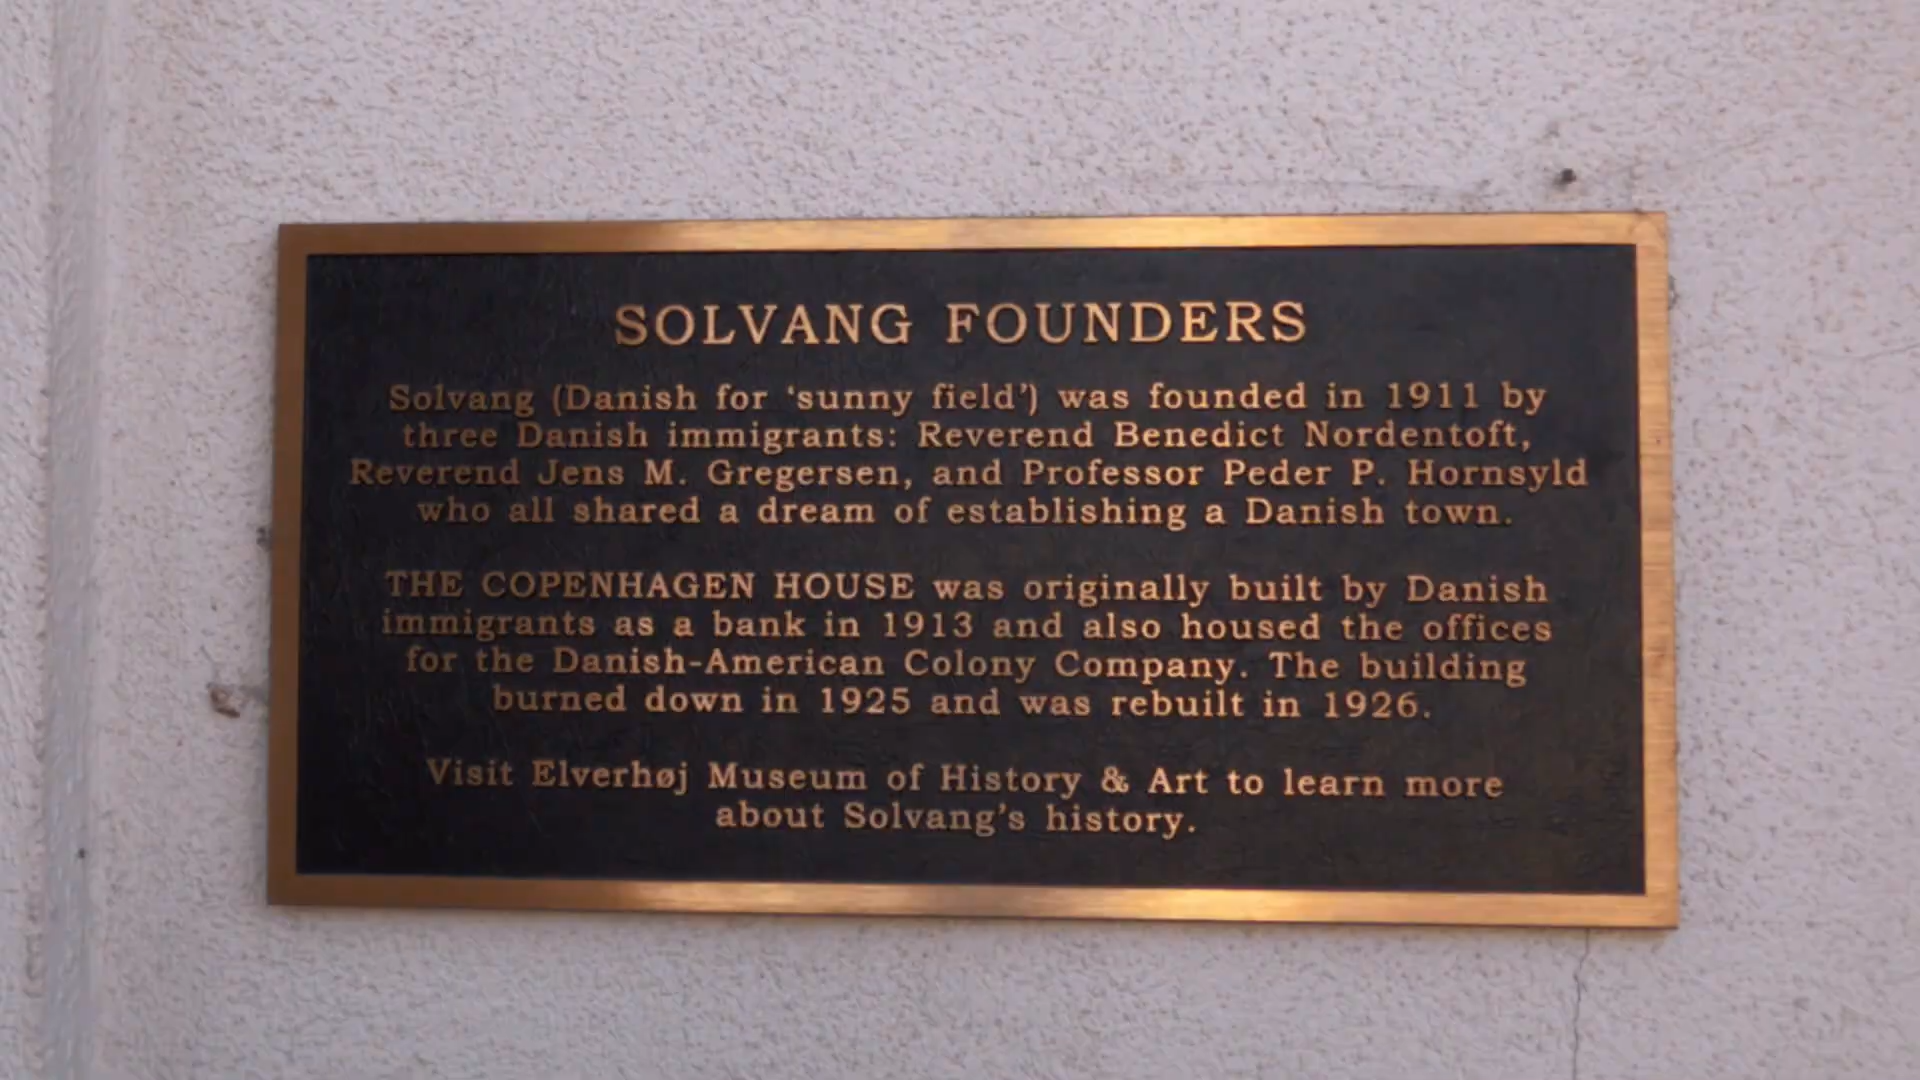 SOLVANG FOUNDERS
Solvang (Danish for ‘sunny field’) was founded in 1911 by
three Danish immigrants: Reverend Benedict Nordentoft,
Reverend Jens M. Gregersen, and Professor Peder P. Hornsyld
who all shared a dream of establishing a Danish town.
THE COPENHAGEN HOUSE was originally built by Danish
immigrants as a bank in 1913 and also housed the offices
for the Danish-American Colony Company. The building
burned down in 1925 and was rebuilt in 1926.
Visit Elverhøj Museum of History & Art to learn more
about Solvang’s history.